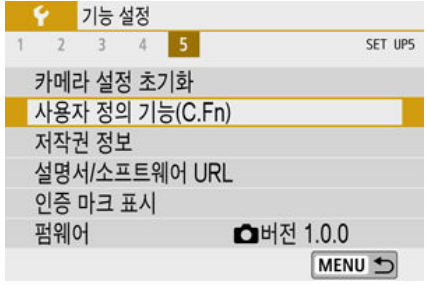 기능 설정
1 2 3 4 5 SET UP5
카메라 설정 초기화
사용자 정의 기능(C.Fn)
저작권 정보
설명서/소프트웨어 URL
인증 마크 표시
펌웨어 버전 1.0.0
MENU